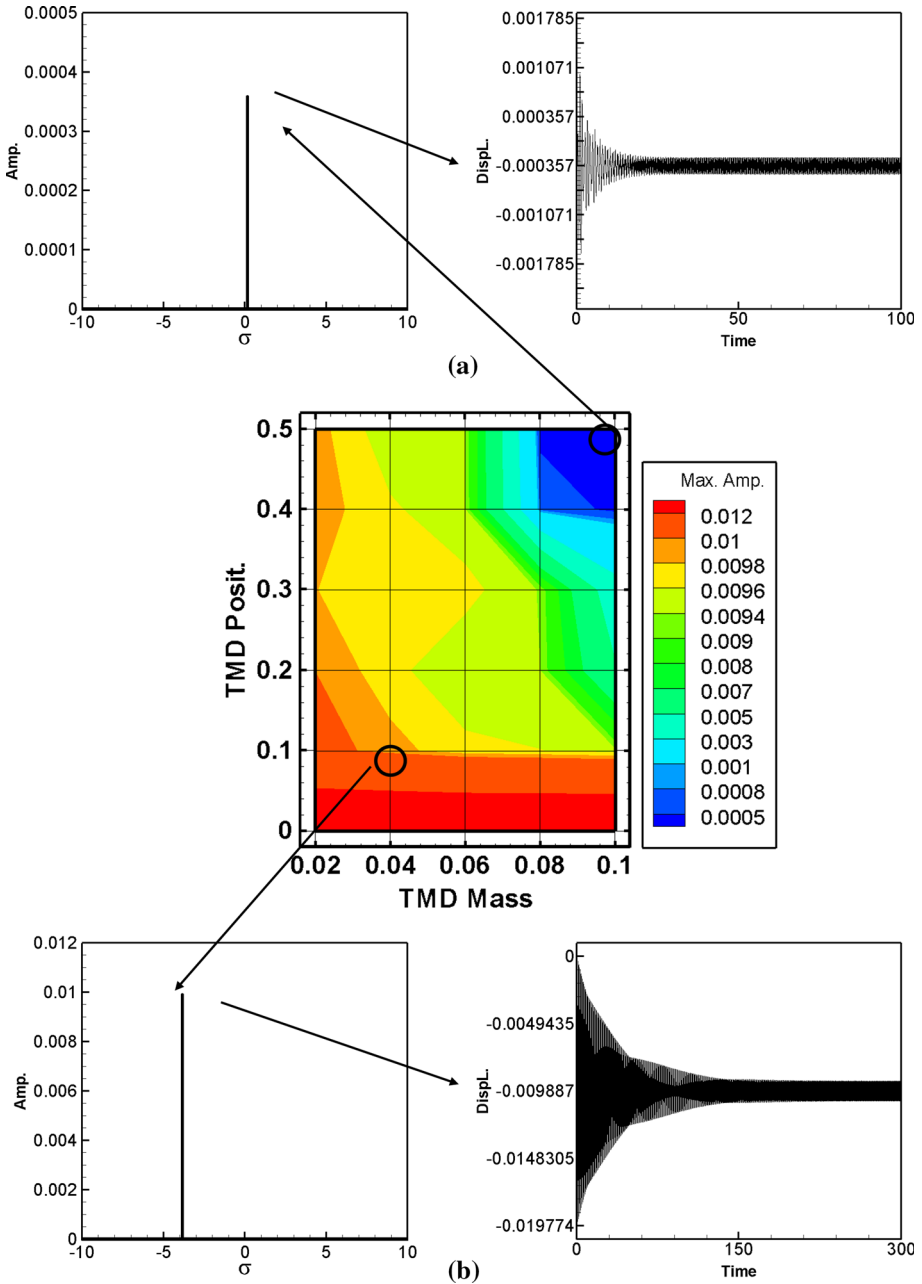 0.0005
0.0004
0.0003
0.0002
0.0001
0
Amp.
-10 -5 0 5 10
σ
0.001785
0.001071
0.000357
-0.000357
-0.001071
-0.001785
DispL.
0 50 100
Time
(a)
0.5
0.4
0.3
0.2
0.1
0
TMD Posit.
0.02 0.04 0.06 0.08 0.1
TMD Mass
Max. Amp.
0.012
0.01
0.0098
0.0096
0.0094
0.009
0.008
0.007
0.005
0.003
0.001
0.0008
0.0005
0.012
0.01
0.008
0.006
0.004
0.002
0
Amp.
-10 -5 0 5 10
σ
0
-0.0049435
-0.009887
-0.0148305
-0.019774
DispL.
0 150 300
Time
(b)